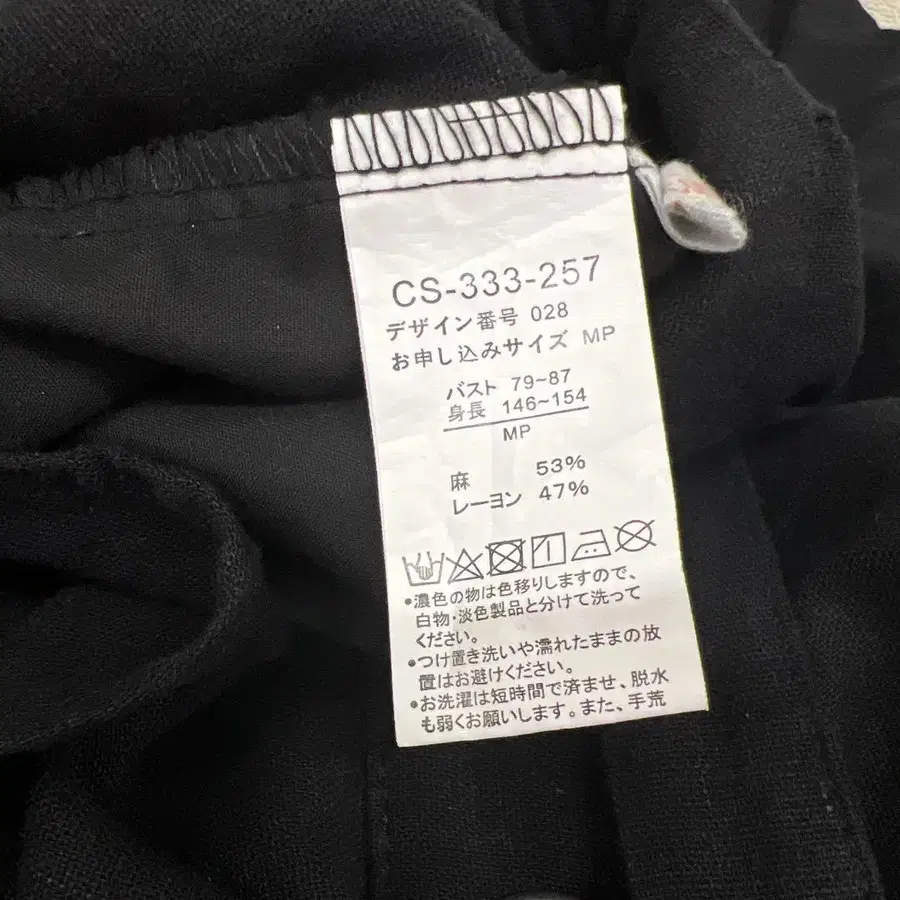 CS-333-257
デザイン番号 028
お申し込みサイズ MP
バスト 79~87
身長 146~154
MP
麻 53%
レーヨン 47%
•濃色の物は色移りしますので、
白物・淡色製品と分けて洗って
ください。
•つけ置き洗いや濡れたままの放
置はお避けください。
•お洗濯は短時間で済ませ、脱水
も弱くお願いします。また、手荒